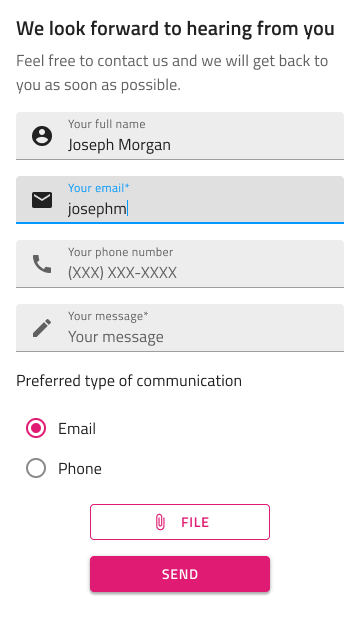 We look forward to hearing from you
Feel free to contact us and we will get back to
you as soon as possible.
Your full name
Joseph Morgan
Your email*
josephm
Your phone number
(XXX) XXX-XXXX
Your message*
Your message
Preferred type of communication
Email
Phone
FILE
SEND